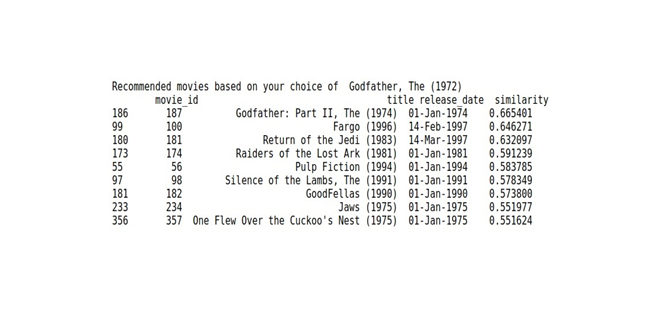 Recommended movies based on your choice of  Godfather, The (1972)
movie_id title release_date similarity
186 187 Godfather: Part II, The (1974) 01-Jan-1974 0.665401
99 100 Fargo (1996) 14-Feb-1997 0.646271
180 181 Return of the Jedi (1983) 14-Mar-1997 0.632097
173 174 Raiders of the Lost Ark (1981) 01-Jan-1981 0.591239
55 56 Pulp Fiction (1994) 01-Jan-1994 0.583785
97 98 Silence of the Lambs, The (1991) 01-Jan-1991 0.578349
181 182 GoodFellas (1990) 01-Jan-1990 0.573800
233 234 Jaws (1975) 01-Jan-1975 0.551977
356 357 One Flew Over the Cuckoo's Nest (1975) 01-Jan-1975 0.551624